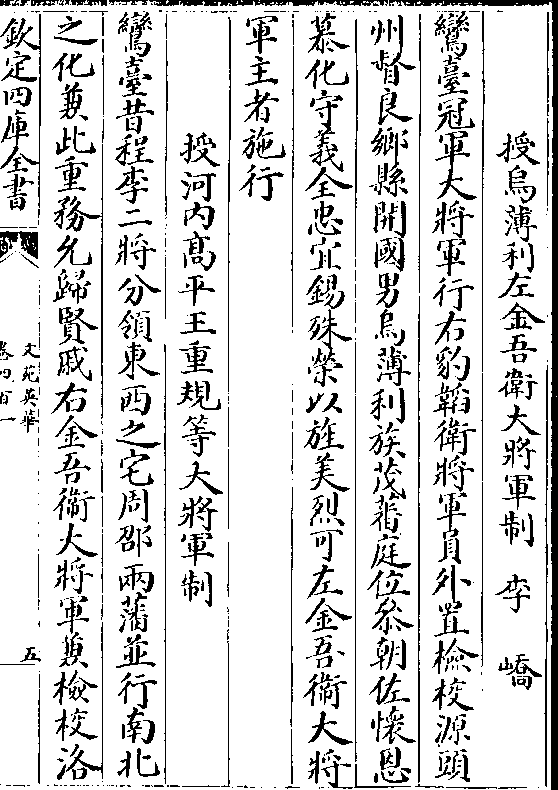 授烏薄利左金吾衛大將軍制 李 嶠
鸞臺冠軍大將軍行右豹韜衛將軍員外置檢校源頭
州督良鄉縣開國男烏薄利族茂蕃庭位叅朝佐懷恩
慕化守義全忠宜錫殊榮以旌美烈可左金吾衛大將
軍主者施行
授河内髙平王重規等大將軍制
鸞臺昔程李二將分領東西之宅周邵兩藩並行南北
之化兼此重務允歸賢戚右金吾衛大將軍兼檢校洛
欽定四庫全書
文苑英華
卷四百一
五